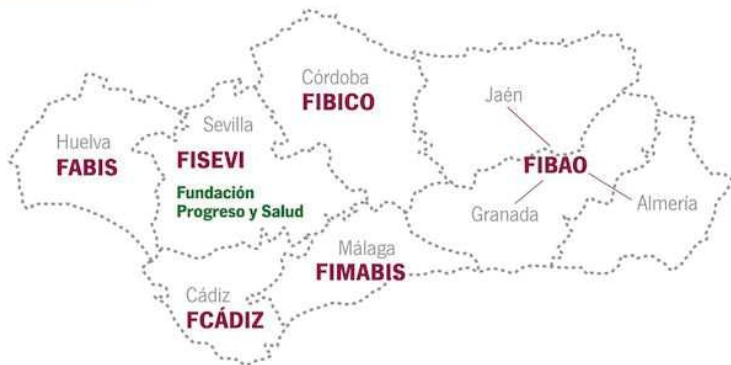 Córdoba
FIBICO
Jaén
Sevilla
Huelva
FABIS
FISEVI
FIBAO
Fundación
Progreso y Salud
Granada
Almería
Málaga
FIMABIS
Cádiz
FCÁDIZ